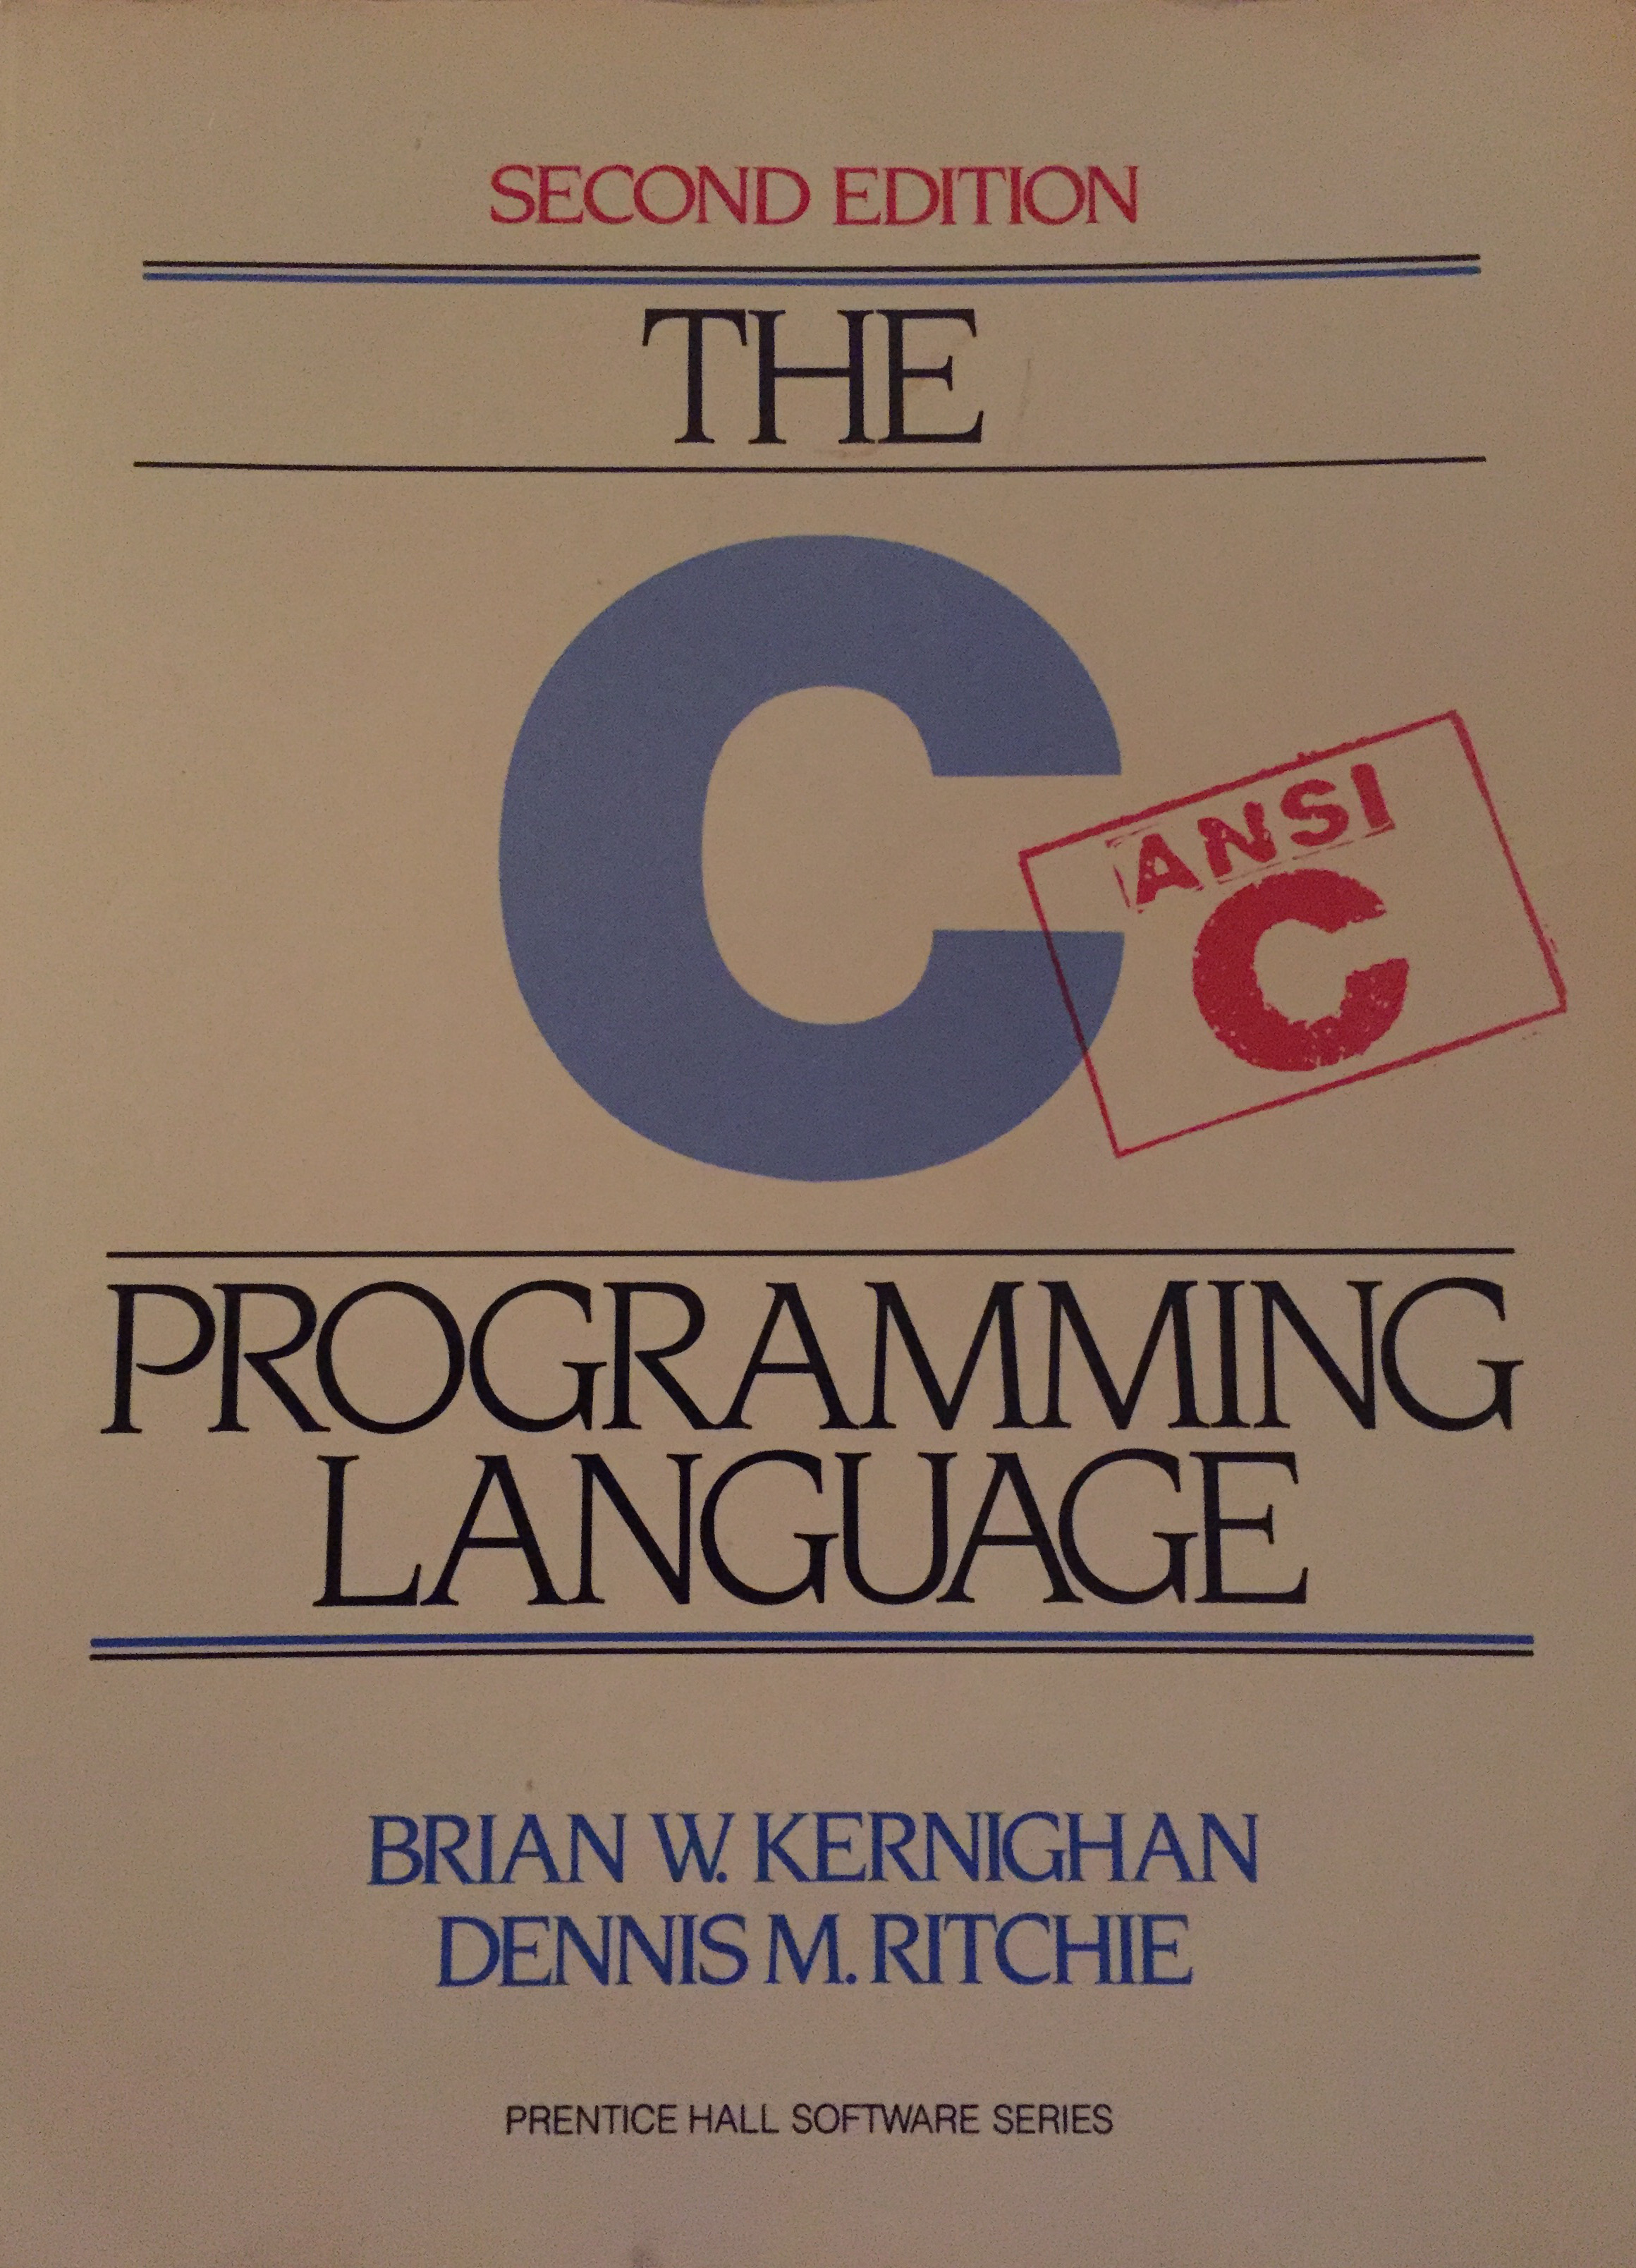 SECOND EDITION
THE
C
ANSI
C
PROGRAMMING
LANGUAGE
BRIAN W. KERNIGHAN
DENNIS M. RITCHIE
PRENTICE HALL SOFTWARE SERIES